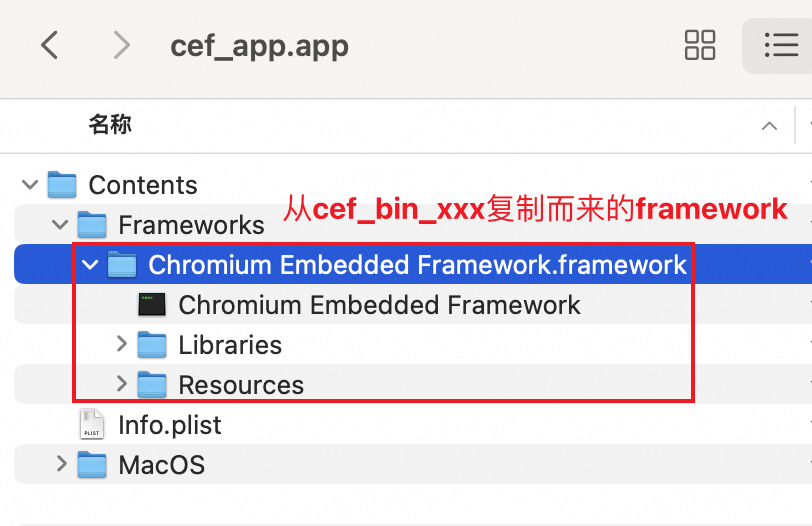 cef_app.app
名称
Contents
从cef_bin_xxx复制而来的framework
Frameworks
Chromium Embedded Framework.framework
Chromium Embedded Framework
Libraries
Resources
Info.plist
MacOS